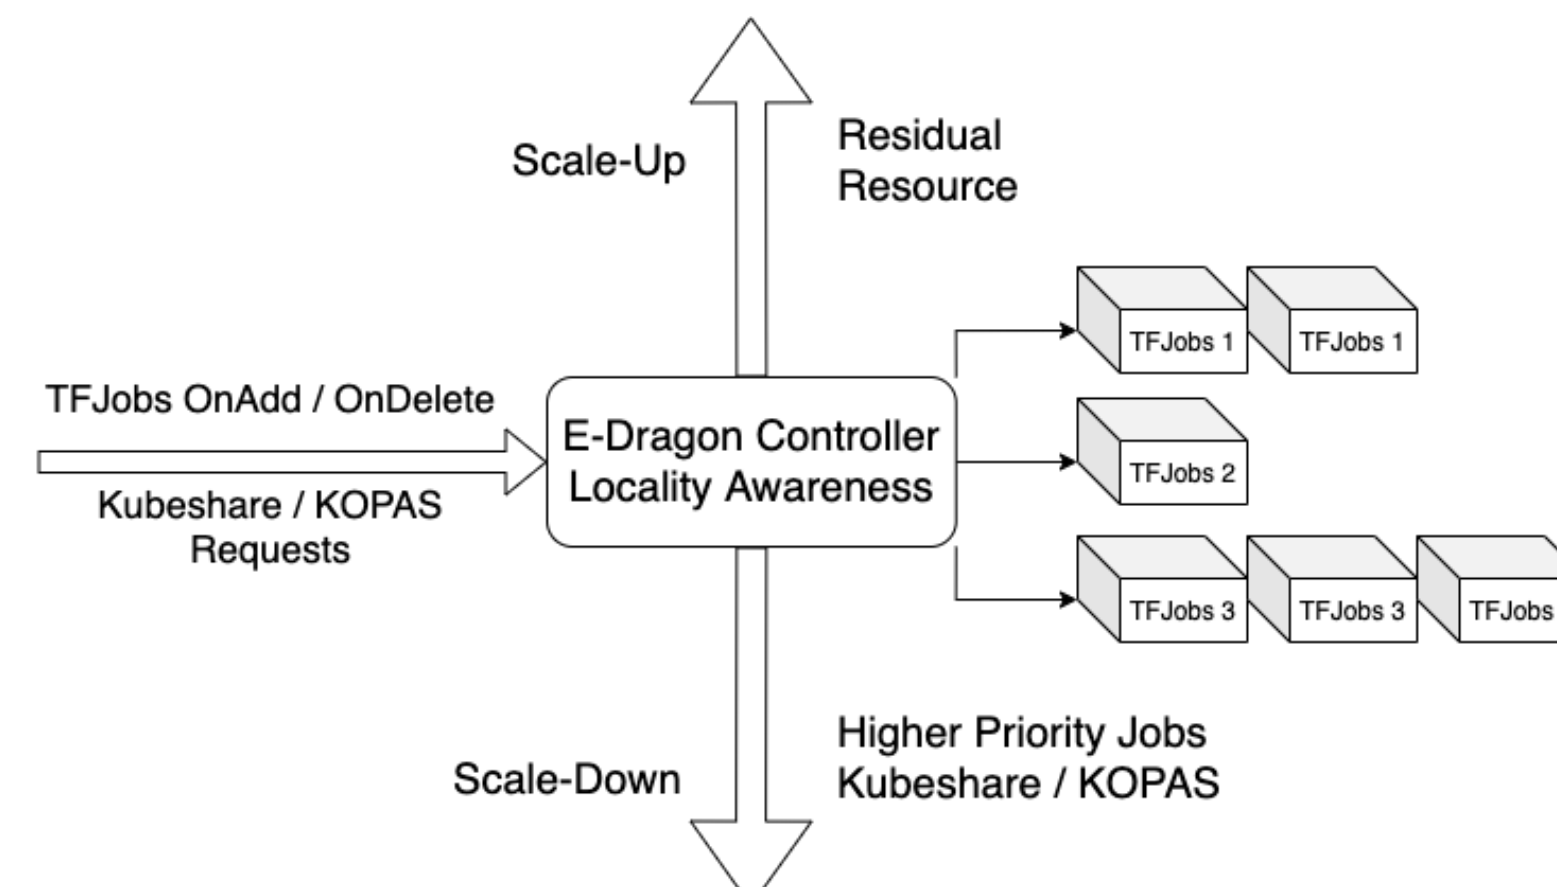 Scale-Up
Residual
Resource
TFJobs 1
TFJobs 1
TFJobs OnAdd / OnDelete
Kubeshare / KOPAS
Requests
E-Dragon Controller
Locality Awareness
TFJobs 2
TFJobs 3
TFJobs 3
TFJobs
Scale-Down
Higher Priority Jobs
Kubeshare / KOPAS